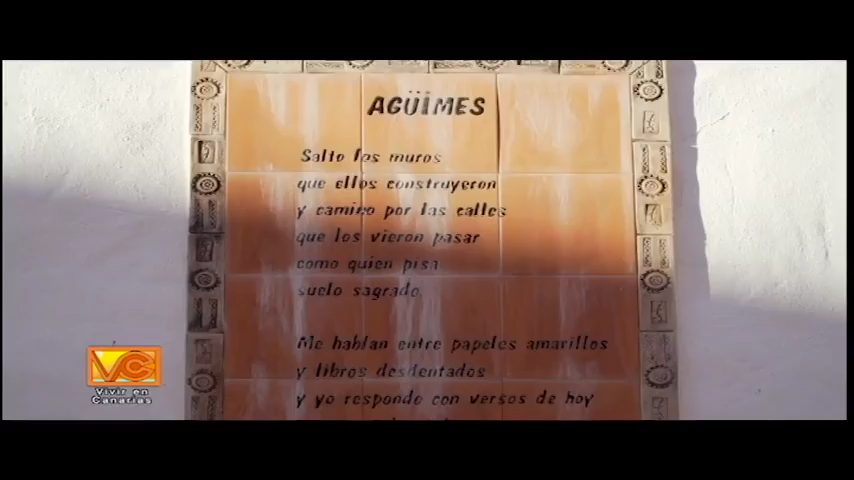 AGÜIMES
Salto los muros
que ellos construyeron
y camino por las calles
que los vieron pasar
como quien pisa
suelo sagrado.
Me hablan entre papeles amarillos
y libros desdentados
y yo respondo con versos de hoy
VC
Vivir en
Canarias